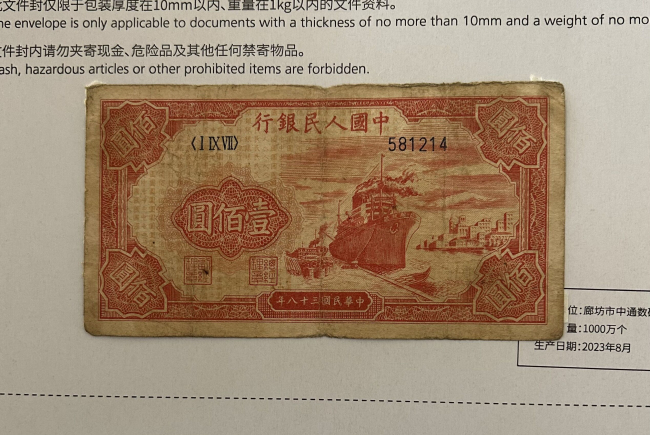 此文件封仅限于包装厚度在10mm以内、重量在1kg以内的文件资料。
he envelope is only applicable to documents with a thickness of no more than 10mm and a weight of no mo
文件封内请勿夹寄现金、危险品及其他任何禁寄物品。
ash, hazardous articles or other prohibited items are forbidden.
佰圓
行銀民人國中
佰圓
〈I IX VII〉
581214
圓佰壹
佰圓
年八十三國民華中
佰圓
位:廊坊市中通数
量:1000万个
生产日期:2023年8月